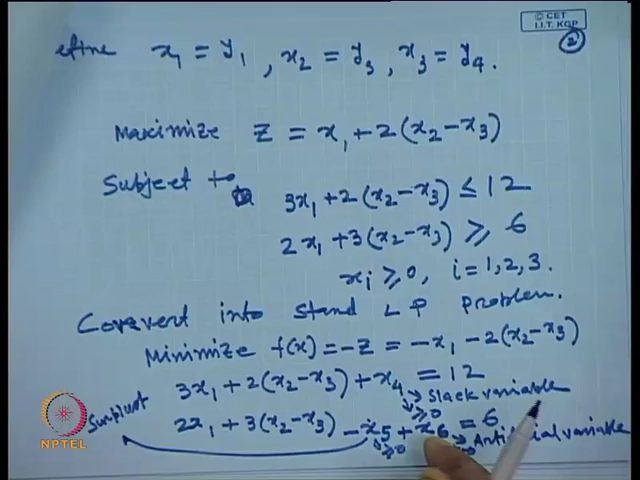 © CET
I.I.T. KGP
2
efine x₁ = y₁, x₂ = y₃, x₃ = y₄.
Maximize Z = x₁ + 2(x₂ - x₃)
Subject to 3x₁ + 2(x₂ - x₃) ≤ 12
2x₁ + 3(x₂ - x₃) ≥ 6
xᵢ ≥ 0, i = 1,2,3.
Convert into stand LP problem.
Minimize f(x) = -Z = -x₁ - 2(x₂ - x₃)
3x₁ + 2(x₂ - x₃) + x₄ = 12
Slack variable
≥ 0
2x₁ + 3(x₂ - x₃) - x₅ + x₆ = 6
≥ 0
variable
NPTEL